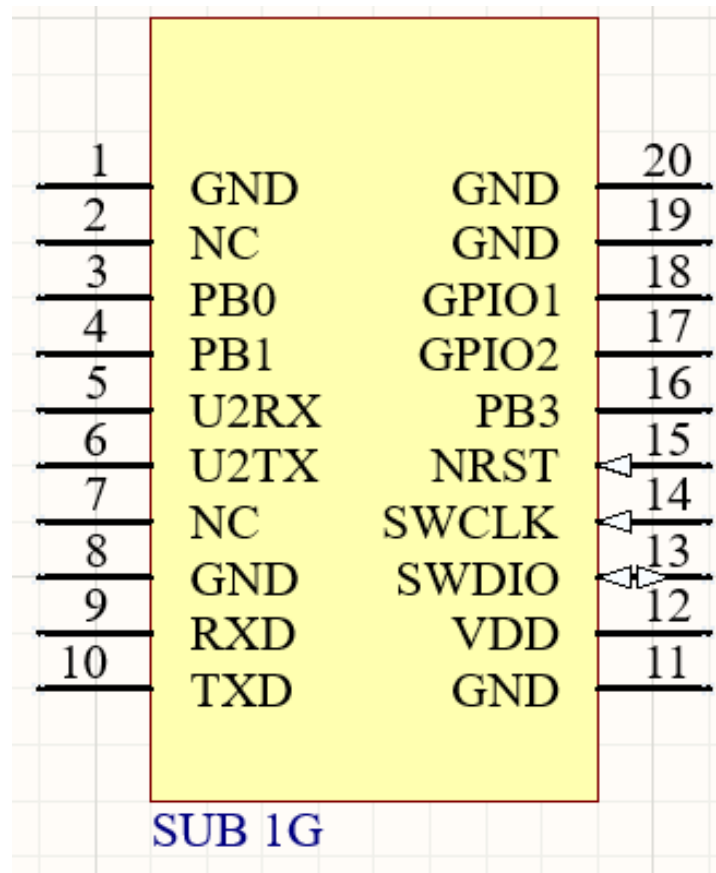 1 GND GND 20
2 NC GND 19
3 PB0 GPIO1 18
4 PB1 GPIO2 17
5 U2RX PB3 16
6 U2TX NRST 15
7 NC SWCLK 14
8 GND SWDIO 13
9 RXD VDD 12
10 TXD GND 11
SUB 1G